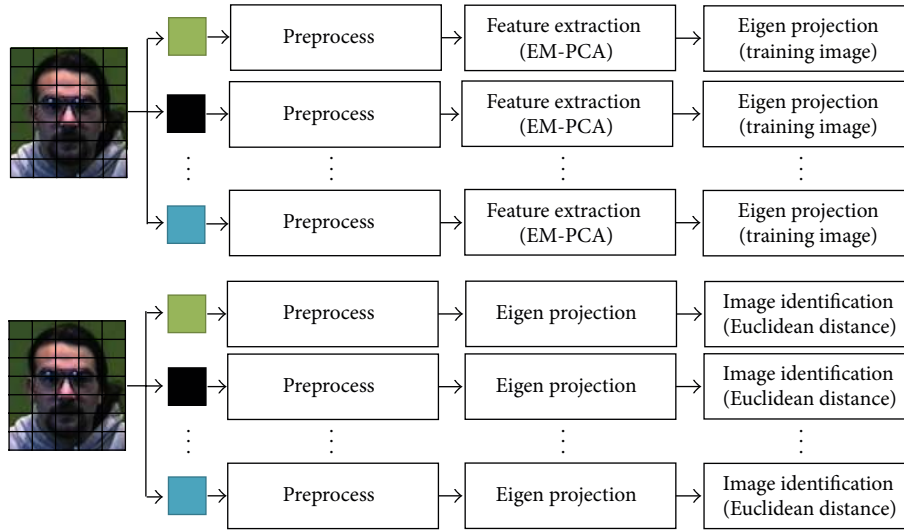 Preprocess
Feature extraction
(EM-PCA)
Eigen projection
(training image)
Preprocess
Feature extraction
(EM-PCA)
Eigen projection
(training image)
Preprocess
Feature extraction
(EM-PCA)
Eigen projection
(training image)
Preprocess
Eigen projection
Image identification
(Euclidean distance)
Preprocess
Eigen projection
Image identification
(Euclidean distance)
Preprocess
Eigen projection
Image identification
(Euclidean distance)